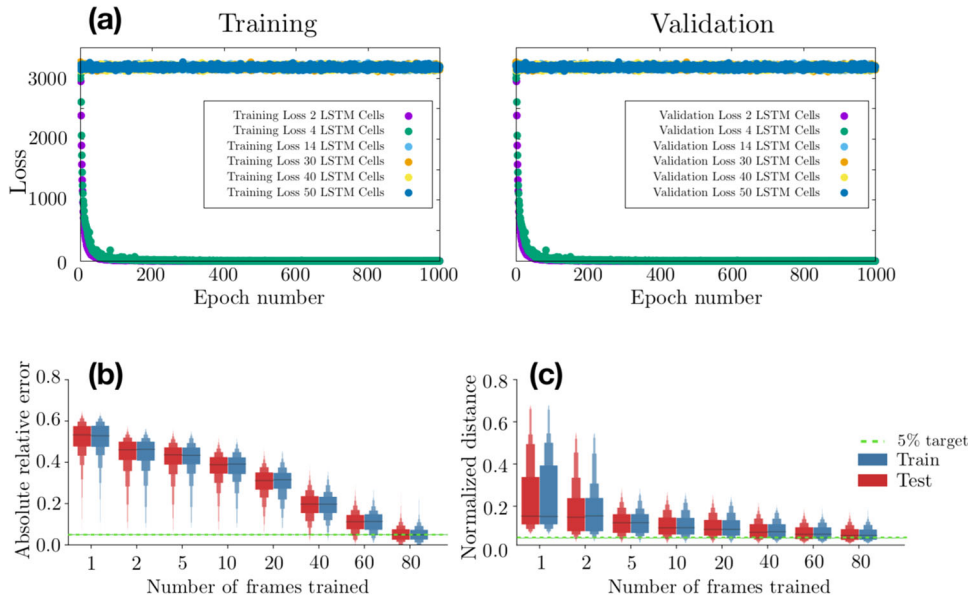 (a) Training
Validation
Loss
3000
2000
1000
0
Training Loss 2 LSTM Cells
Training Loss 4 LSTM Cells
Training Loss 14 LSTM Cells
Training Loss 30 LSTM Cells
Training Loss 40 LSTM Cells
Training Loss 50 LSTM Cells
0 200 400 600 800 1000
Epoch number
Validation Loss 2 LSTM Cells
Validation Loss 4 LSTM Cells
Validation Loss 14 LSTM Cells
Validation Loss 30 LSTM Cells
Validation Loss 40 LSTM Cells
Validation Loss 50 LSTM Cells
0 200 400 600 800 1000
Epoch number
(b)
Absolute relative error
0.8
0.6
0.4
0.2
0.0
1 2 5 10 20 40 60 80
Number of frames trained
(c)
Normalized distance
0.8
0.6
0.4
0.2
0.0
1 2 5 10 20 40 60 80
Number of frames trained
5% target
Train
Test